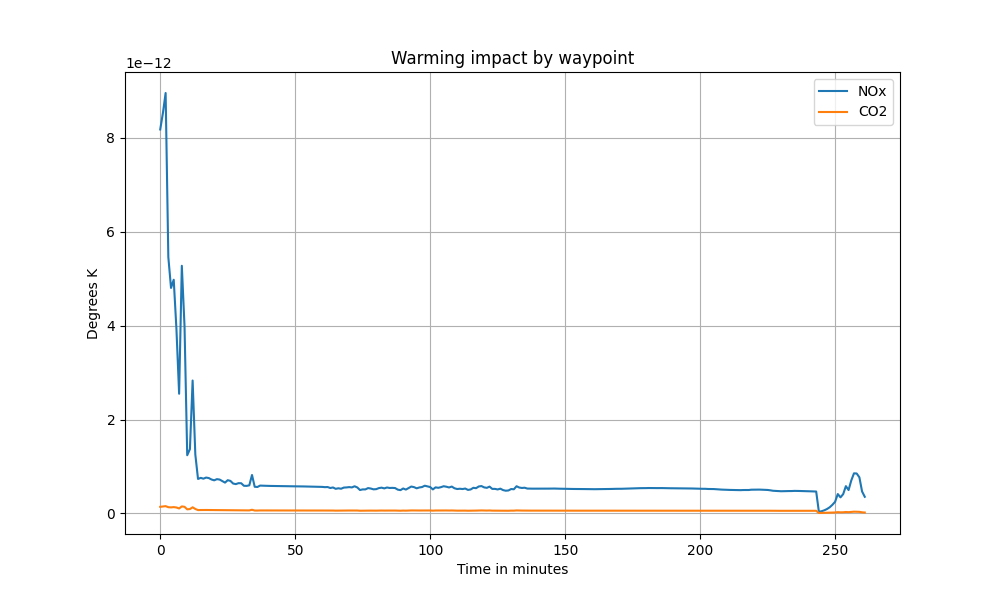 Warming impact by waypoint
1e−12
NOx
CO2
8
6
4
2
0
Degrees K
0 50 100 150 200 250
Time in minutes